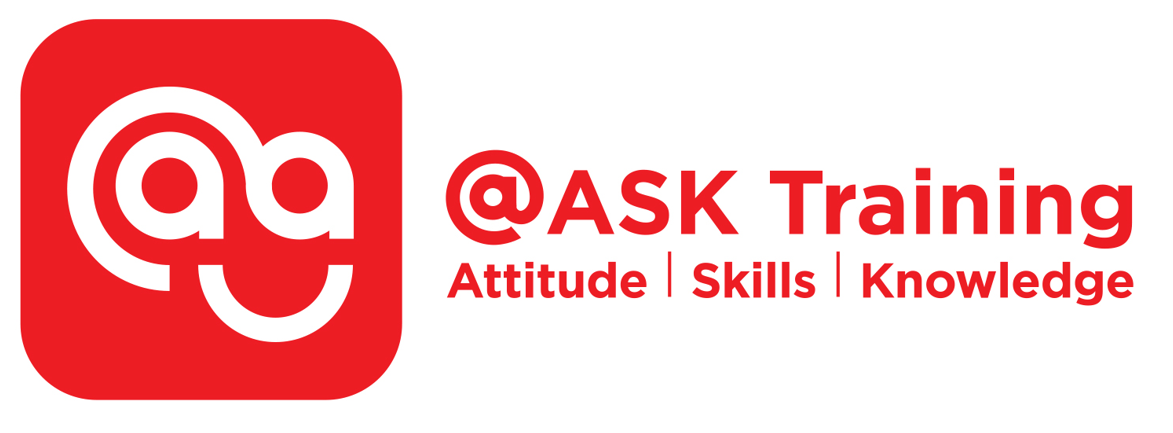 @a
@ASK Training
Attitude | Skills | Knowledge